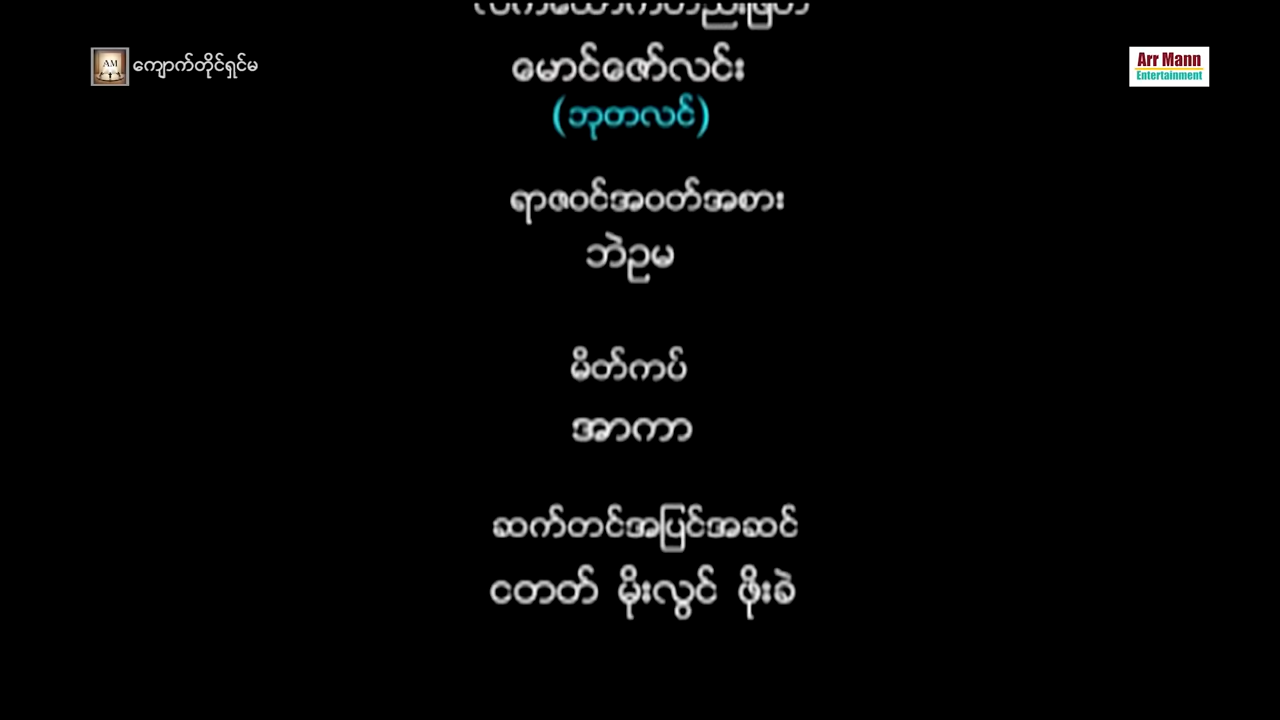 ကျောက်တိုင်ရှင်မ
Arr Mann
Entertainment
AM
မောင်ဇော်လင်း
(ဘုတလင်)
ရာဇဝင်အဝတ်အစား
ဘဲဥမ
မိတ်ကပ်
အာကာ
ဆက်တင်အပြင်အဆင်
ငတတ် မိုးလွင် ဖိုးခဲ